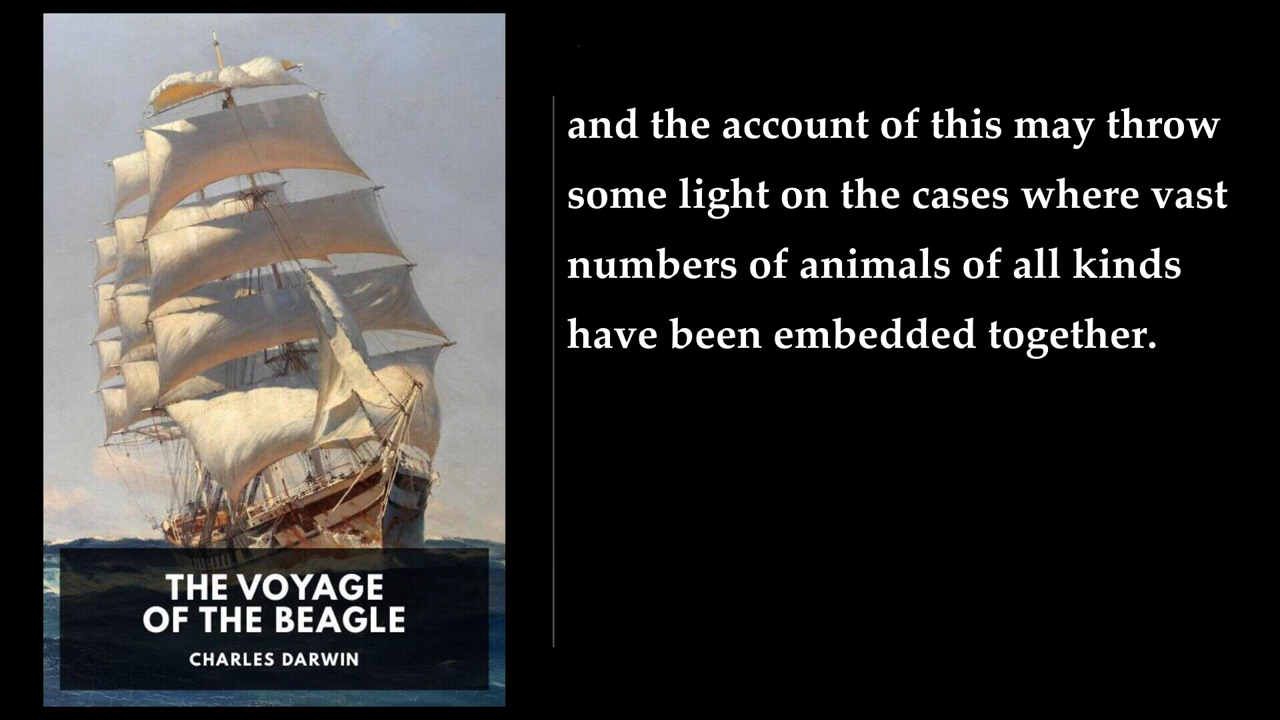 and the account of this may throw
some light on the cases where vast
numbers of animals of all kinds
have been embedded together.
THE VOYAGE
OF THE BEAGLE
CHARLES DARWIN